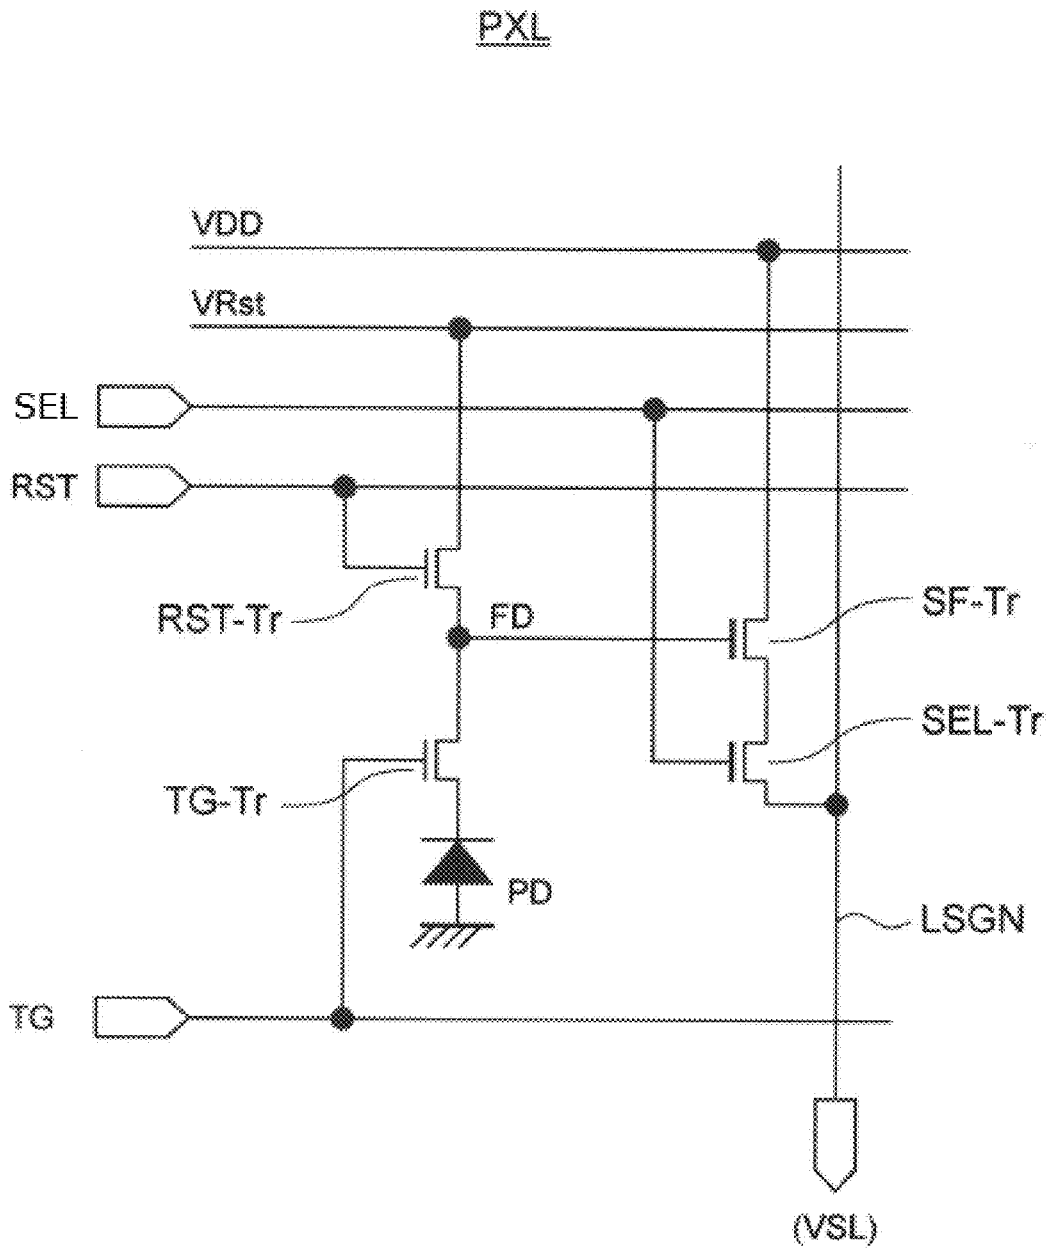 PXL
VDD
VRst
SEL
RST
RST-Tr
FD
SF-Tr
SEL-Tr
TG-Tr
PD
LSGN
TG
(VSL)